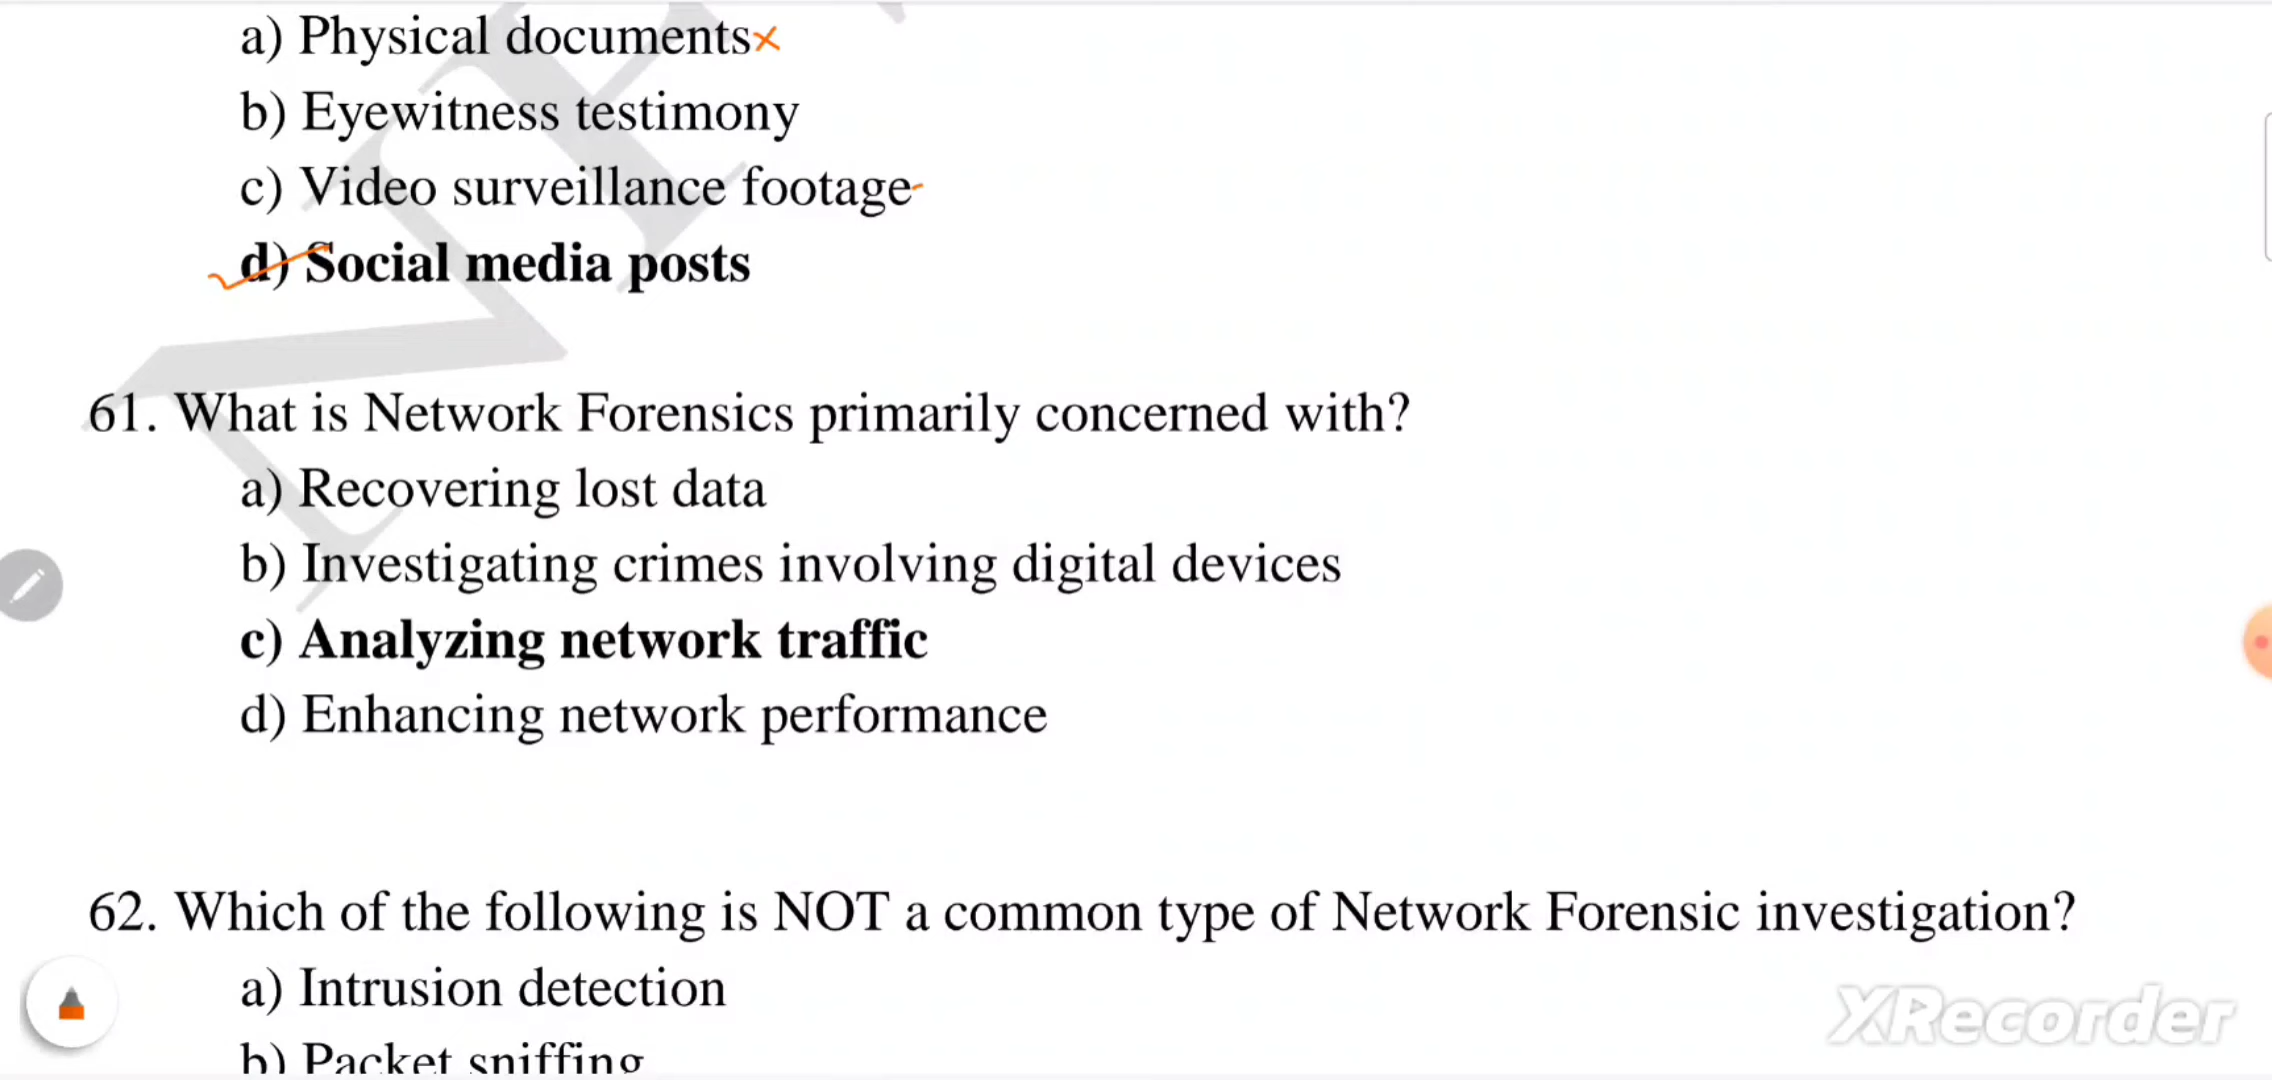 a) Physical documents
b) Eyewitness testimony
c) Video surveillance footage
d) Social media posts
61. What is Network Forensics primarily concerned with?
a) Recovering lost data
b) Investigating crimes involving digital devices
c) Analyzing network traffic
d) Enhancing network performance
62. Which of the following is NOT a common type of Network Forensic investigation?
a) Intrusion detection
b) Packet sniffing
XRecorder